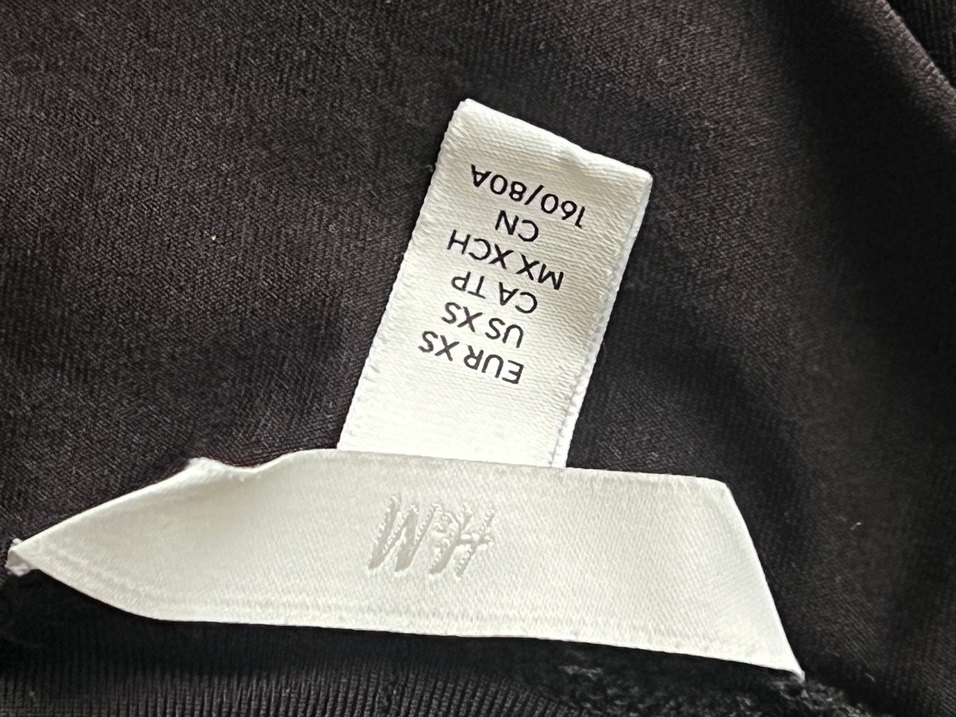 H&M
EUR XS
US XS
CA TP
MX XCH
CN
160/80A